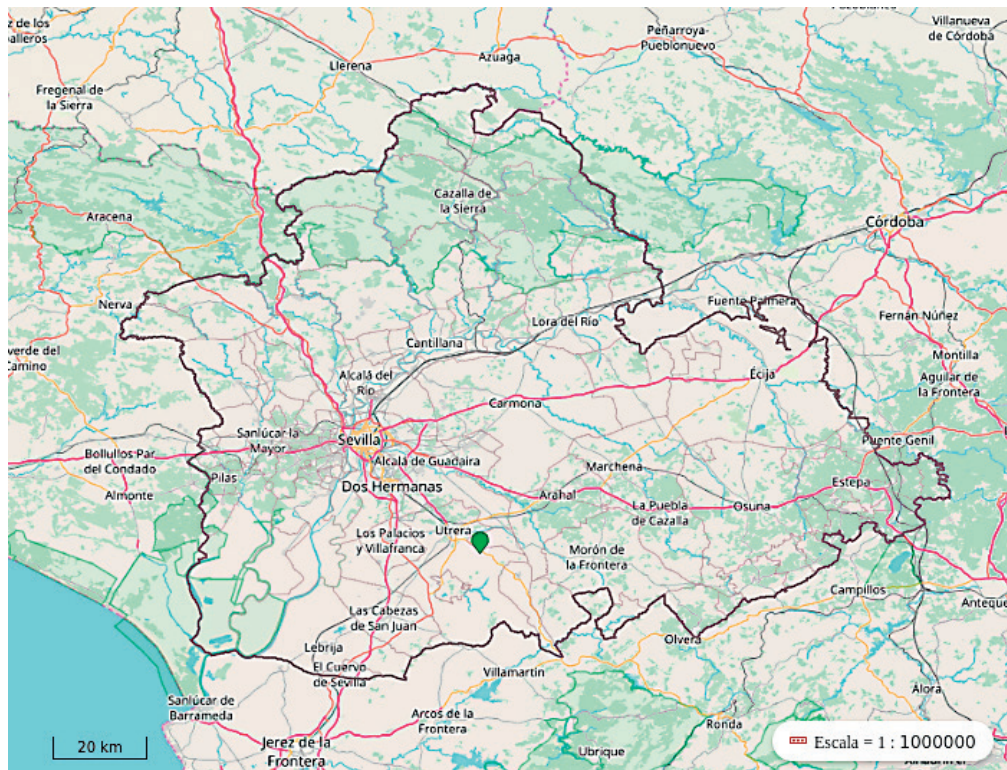 Villanueva
de Córdoba
Peñarroya-
Pueblonuevo
Azuaga
Llerena
Fregenal de
la Sierra
Cazalla de
la Sierra
Aracena
Córdoba
Nerva
Fuente Palmera
Lora del Río
Fernán Núñez
Cantillana
Montilla
Aguilar de
la Frontera
Alcalá del
Río
Écija
Carmona
Sanlúcar la
Mayor
Sevilla
Puente Genil
Bollullos Par
del Condado
Alcalá de Guadaira
Marchena
Pilas
Estepa
Dos Hermanas
Almonte
Arahal
La Puebla
de Cazalla
Osuna
Utrera
Los Palacios
y Villafranca
Morón de
la Frontera
Campillos
Anteque
Las Cabezas
de San Juan
Olvera
Lebrija
El Cuervo
de Sevilla
Villamartín
Álora
Sanlúcar de
Barrameda
Arcos de la
Frontera
Ronda
20 km
Jerez de la
Frontera
Ubrique
Escala = 1 : 1000000